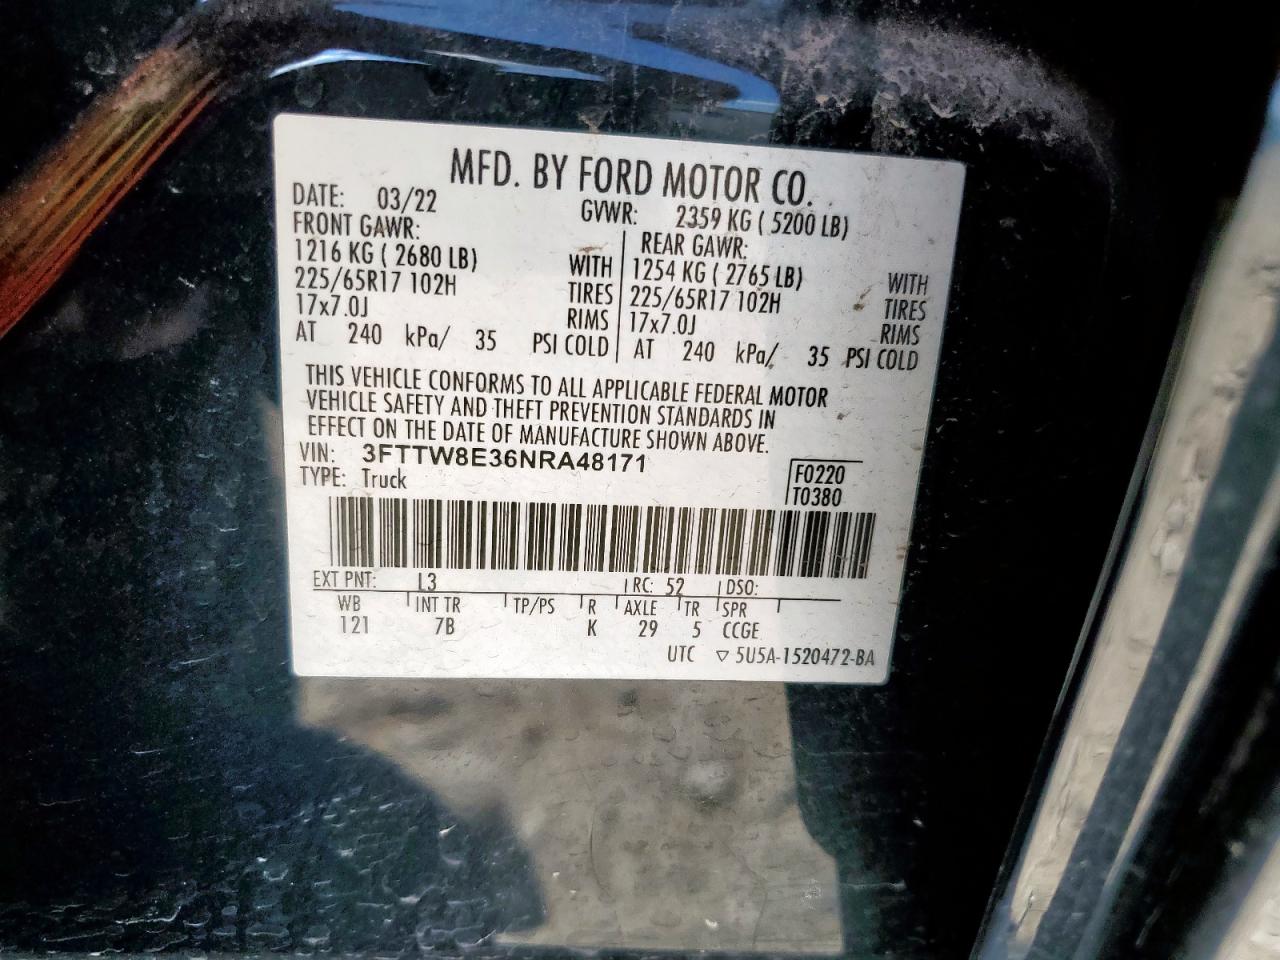 MFD. BY FORD MOTOR CO.
DATE: 03/22 GVWR: 2359 KG ( 5200 LB)
FRONT GAWR: REAR GAWR:
1216 KG ( 2680 LB) WITH 1254 KG ( 2765 LB) WITH
225/65R17 102H TIRES 225/65R17 102H TIRES
17x7.0J RIMS 17x7.0J RIMS
AT 240 kPa/ 35 PSI COLD AT 240 kPa/ 35 PSI COLD
THIS VEHICLE CONFORMS TO ALL APPLICABLE FEDERAL MOTOR
VEHICLE SAFETY AND THEFT PREVENTION STANDARDS IN
EFFECT ON THE DATE OF MANUFACTURE SHOWN ABOVE.
VIN: 3FTTW8E36NRA48171
TYPE: Truck F0220
T0380
EXT PNT: L3 RC: 52 DSO:
WB INT TR TP/PS R AXLE TR SPR
121 7B K 29 5 CCGE
UTC ▽ 5U5A-1520472-BA